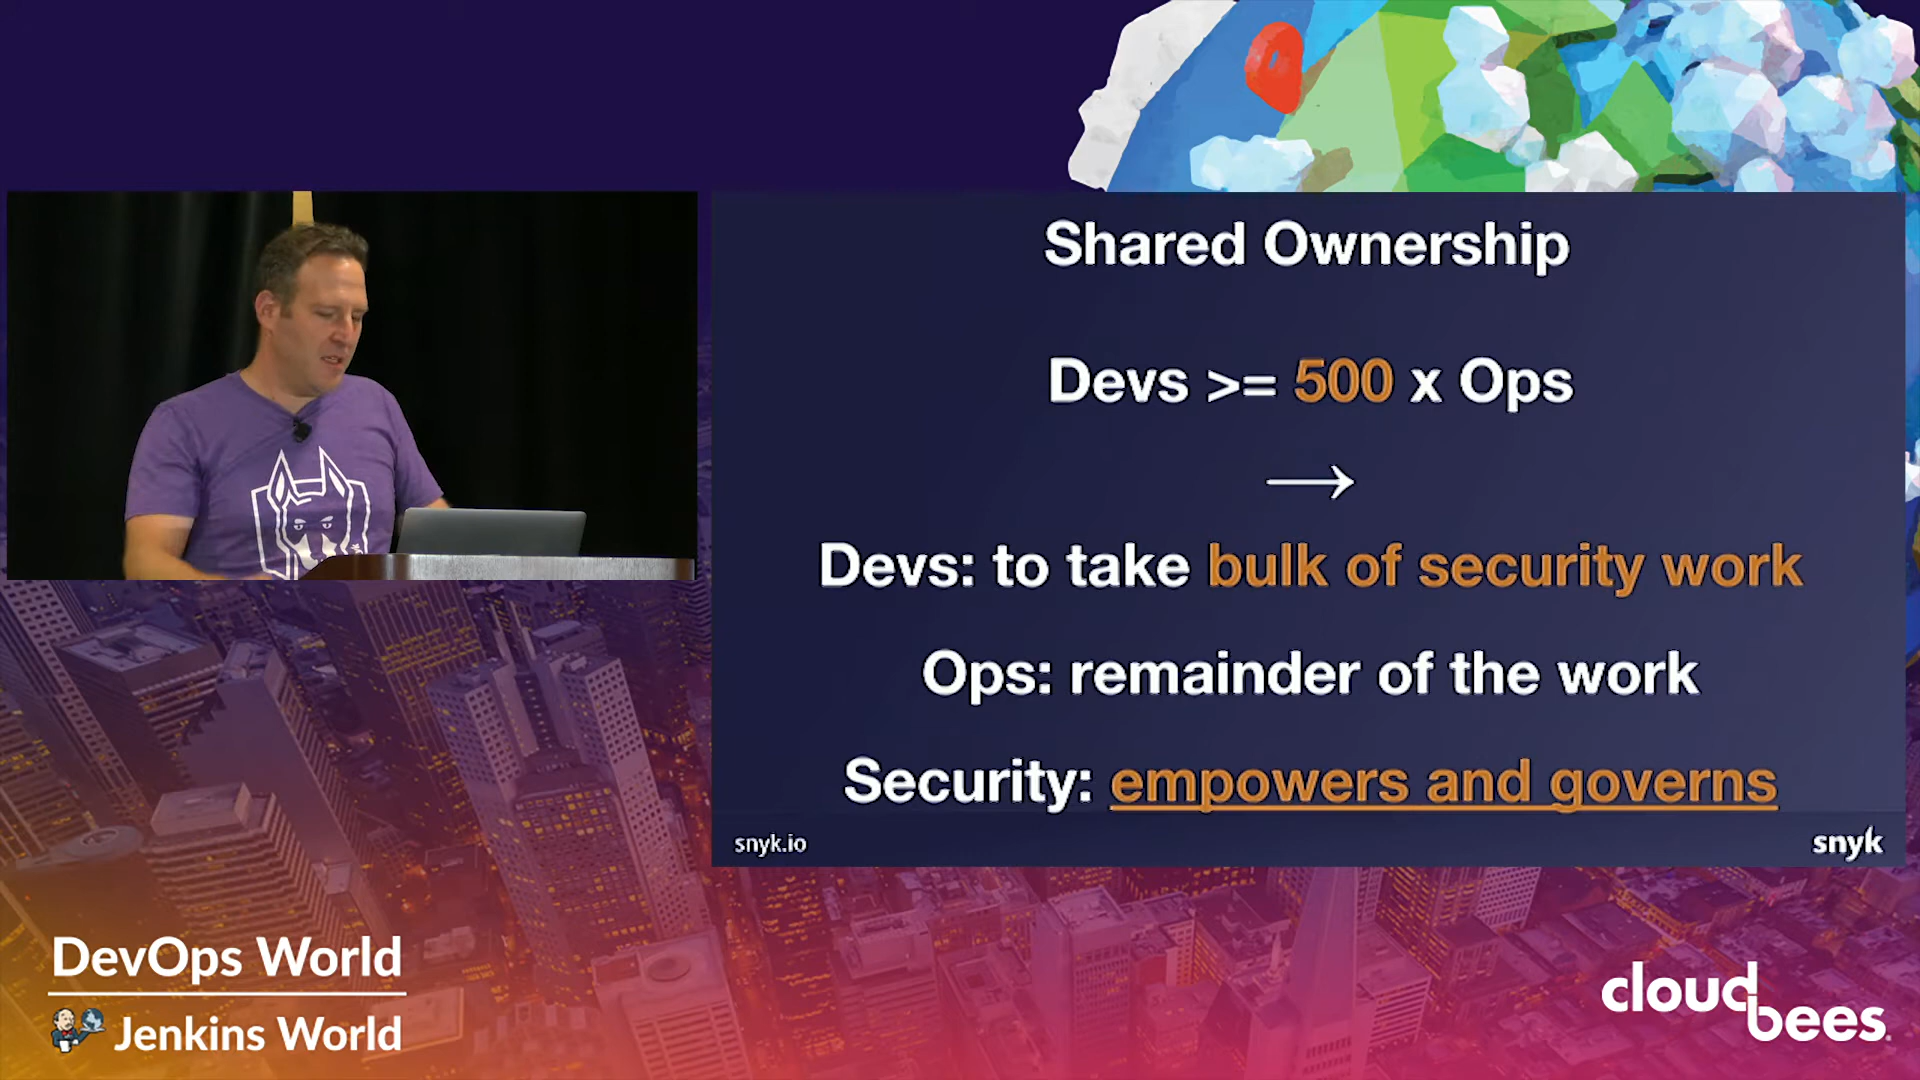 Shared Ownership
Devs >= 500 x Ops
→
Devs: to take bulk of security work
Ops: remainder of the work
Security: empowers and governs
snyk.io
snyk
DevOps World
Jenkins World
cloudbees